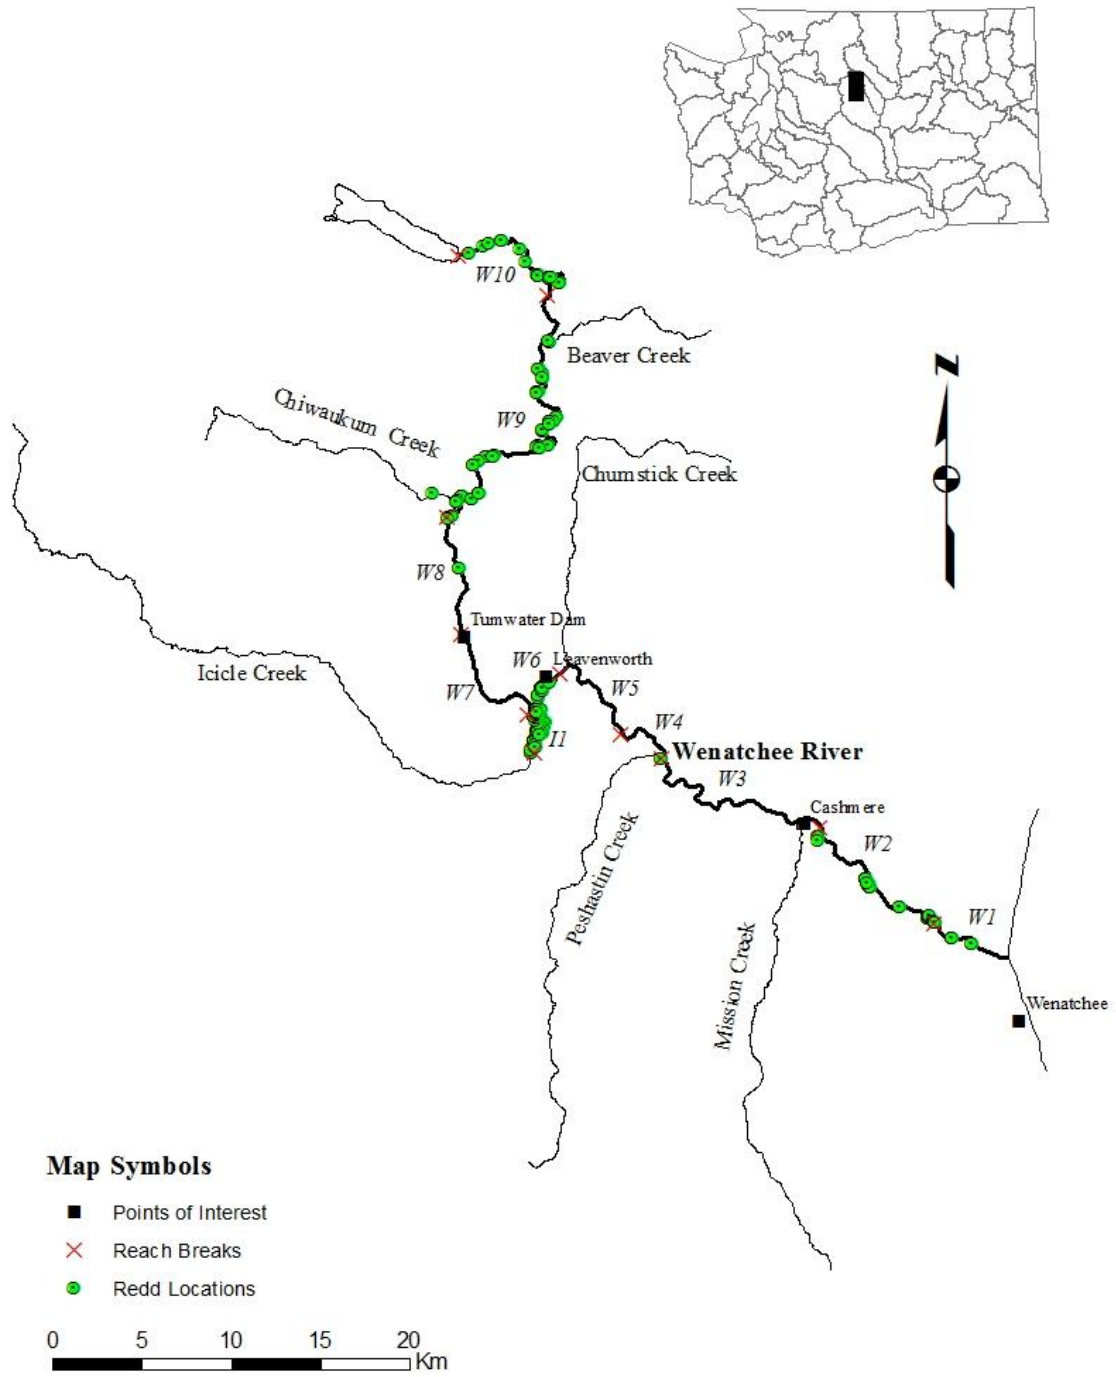 W10
Beaver Creek
N
Chiwaukum Creek
W9
Chumstick Creek
W8
Tumwater Dam
Icicle Creek
W6
Leavenworth
W7
W5
W4
I1
Wenatchee River
W3
Cashmere
W2
Peshastin Creek
W1
Mission Creek
Wenatchee
Map Symbols
Points of Interest
Reach Breaks
Redd Locations
0 5 10 15 20
Km